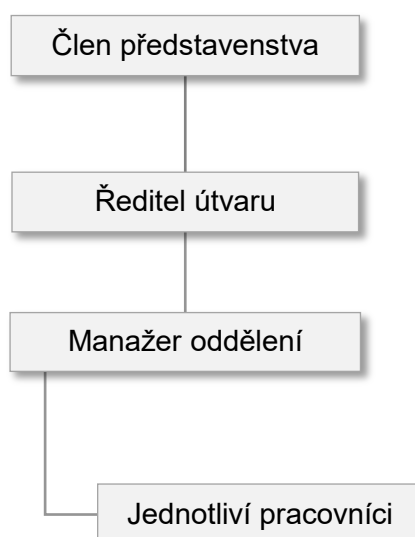 Člen představenstva
Ředitel útvaru
Manažer oddělení
Jednotliví pracovníci